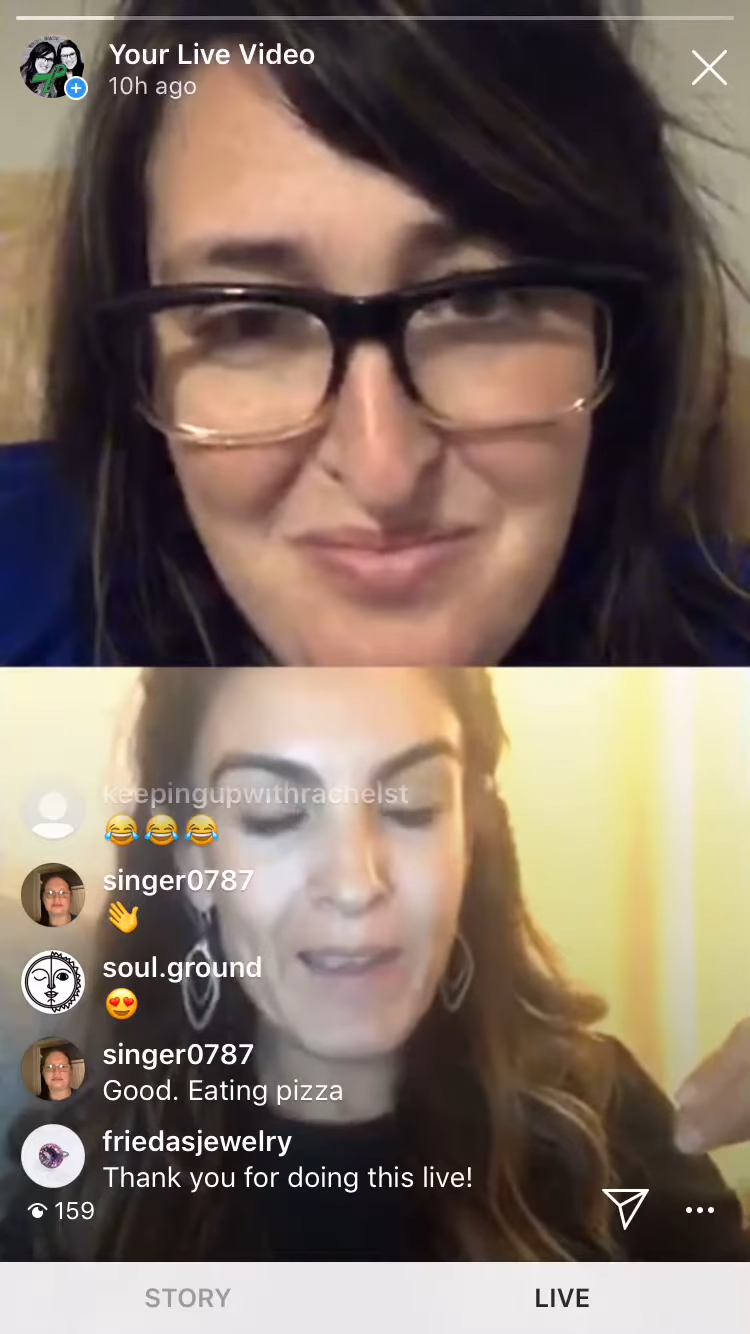 Your Live Video
10h ago
keepingupwithrachelst
😂😂😂
singer0787
👋
soul.ground
😍
singer0787
Good. Eating pizza
friedasjewelry
Thank you for doing this live!
159
STORY LIVE